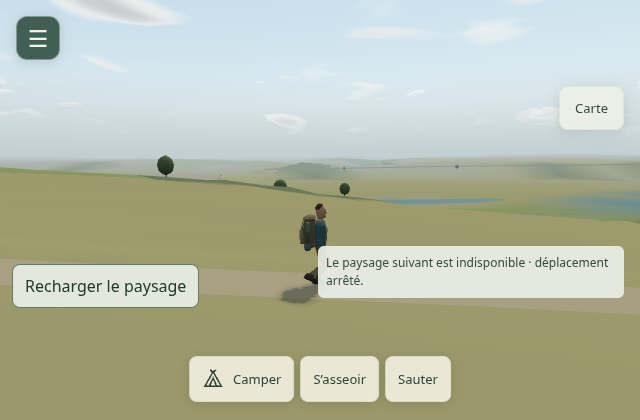 Carte
Le paysage suivant est indisponible · déplacement
arrêté.
Recharger le paysage
Camper
S’asseoir
Sauter